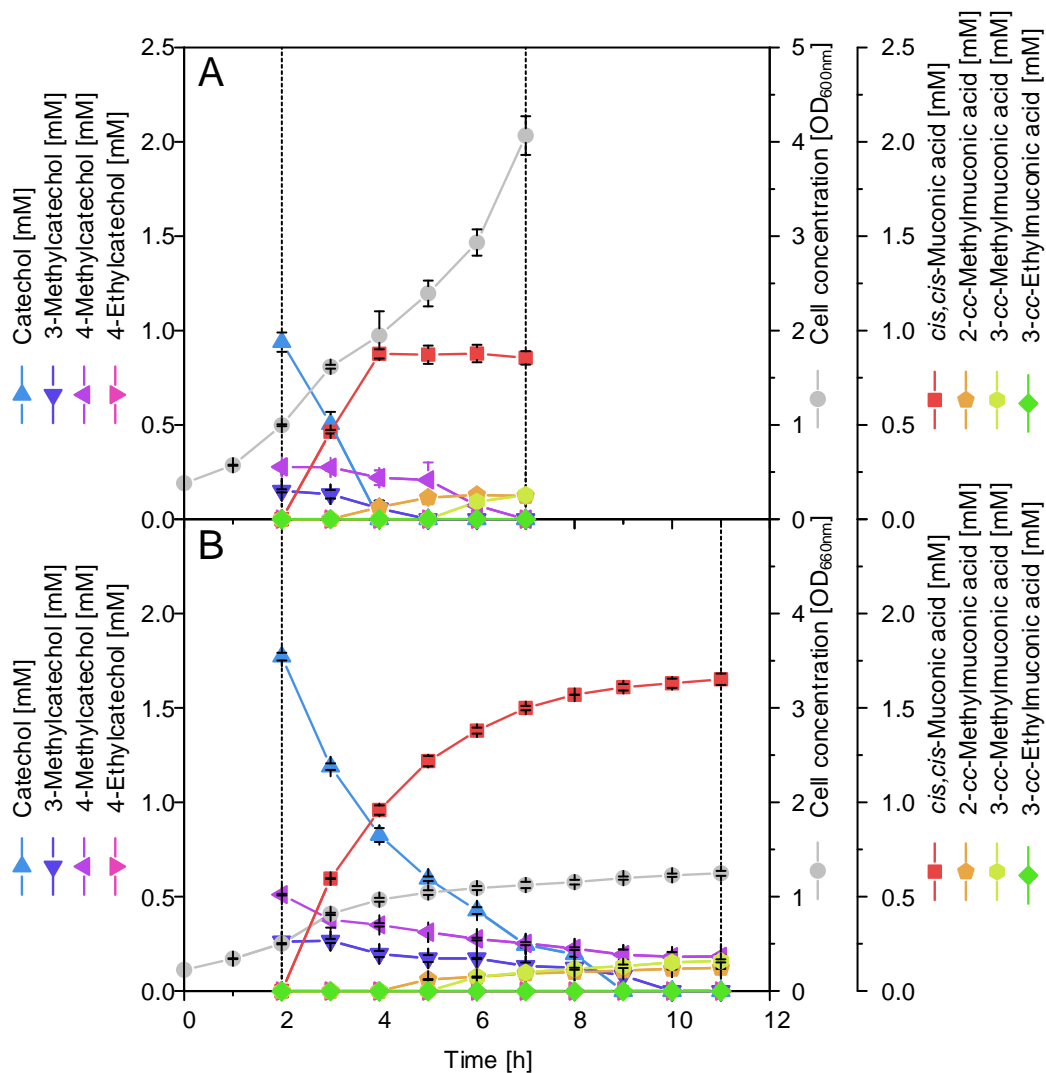 A
2.5
2.0
1.5
1.0
0.5
0.0
Catechol [mM]
3-Methylcatechol [mM]
4-Methylcatechol [mM]
4-Ethylcatechol [mM]
5
4
3
2
1
0
Cell concentration [OD600nm]
2.5
2.0
1.5
1.0
0.5
0.0
cis,cis-Muconic acid [mM]
2-cc-Methylmuconic acid [mM]
3-cc-Methylmuconic acid [mM]
3-cc-Ethylmuconic acid [mM]
B
2.0
1.5
1.0
0.5
0.0
Catechol [mM]
3-Methylcatechol [mM]
4-Methylcatechol [mM]
4-Ethylcatechol [mM]
4
3
2
1
0
Cell concentration [OD660nm]
2.0
1.5
1.0
0.5
0.0
cis,cis-Muconic acid [mM]
2-cc-Methylmuconic acid [mM]
3-cc-Methylmuconic acid [mM]
3-cc-Ethylmuconic acid [mM]
0 2 4 6 8 10 12
Time [h]